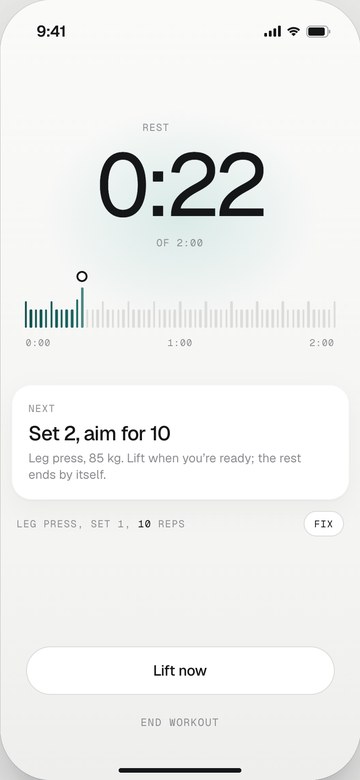 9:41
REST
0:22
OF 2:00
0:00 1:00 2:00
NEXT
Set 2, aim for 10
Leg press, 85 kg. Lift when you're ready; the rest
ends by itself.
LEG PRESS, SET 1, 10 REPS
FIX
Lift now
END WORKOUT